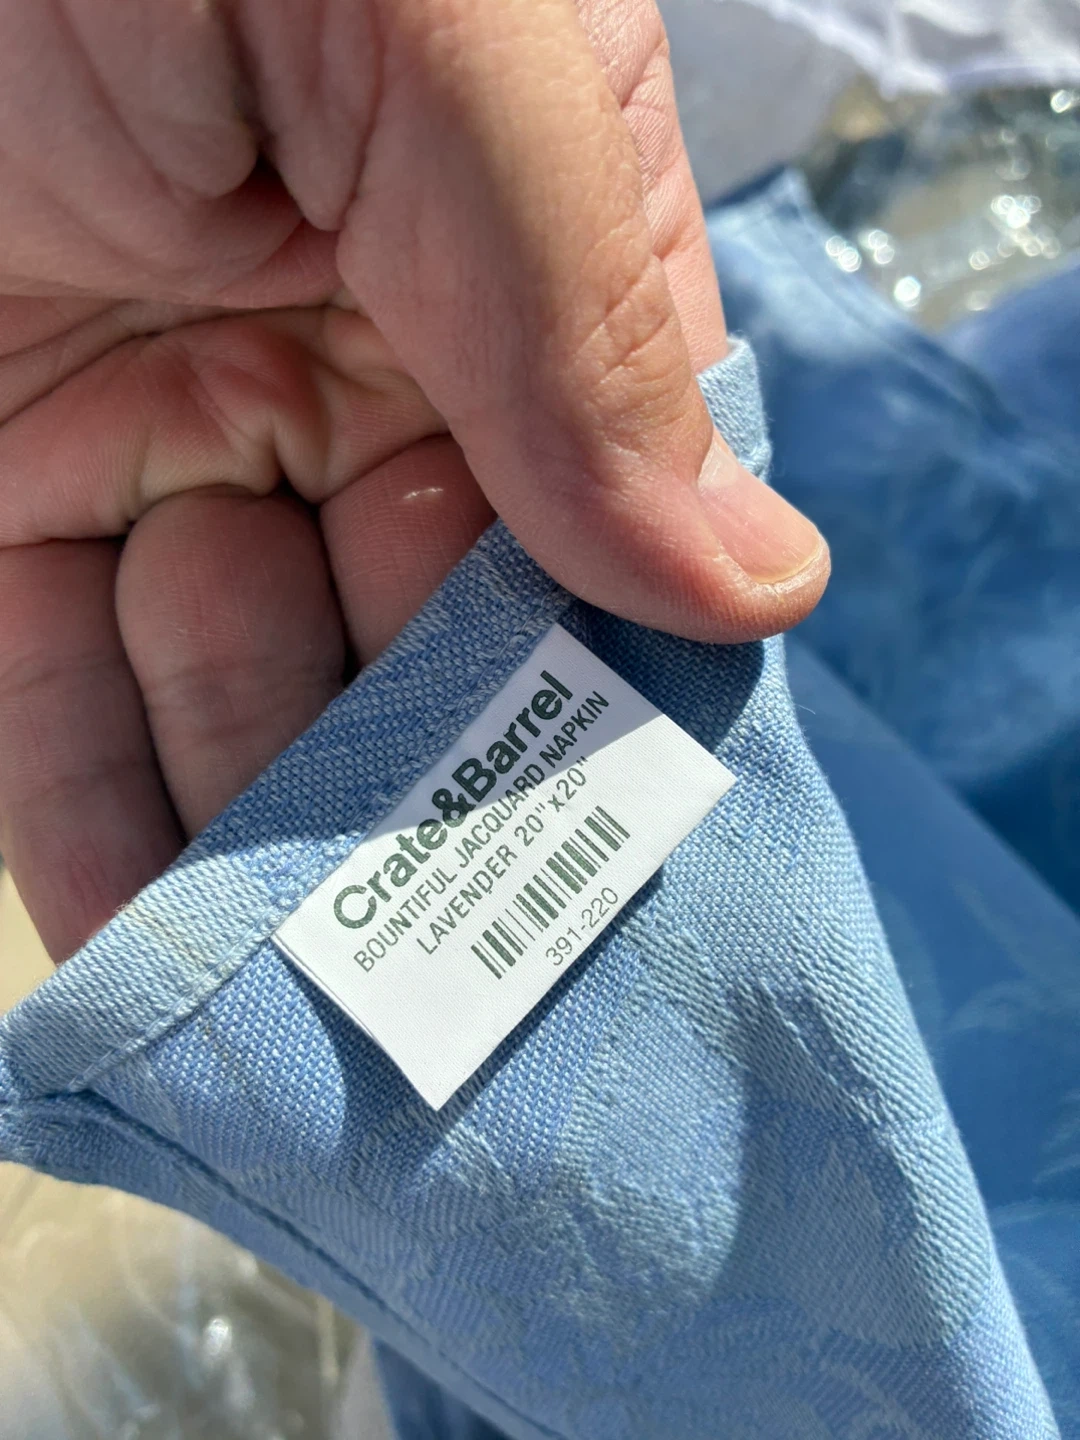 Crate&Barrel
BOUNTIFUL JACQUARD NAPKIN
LAVENDER 20"x20"
391-220